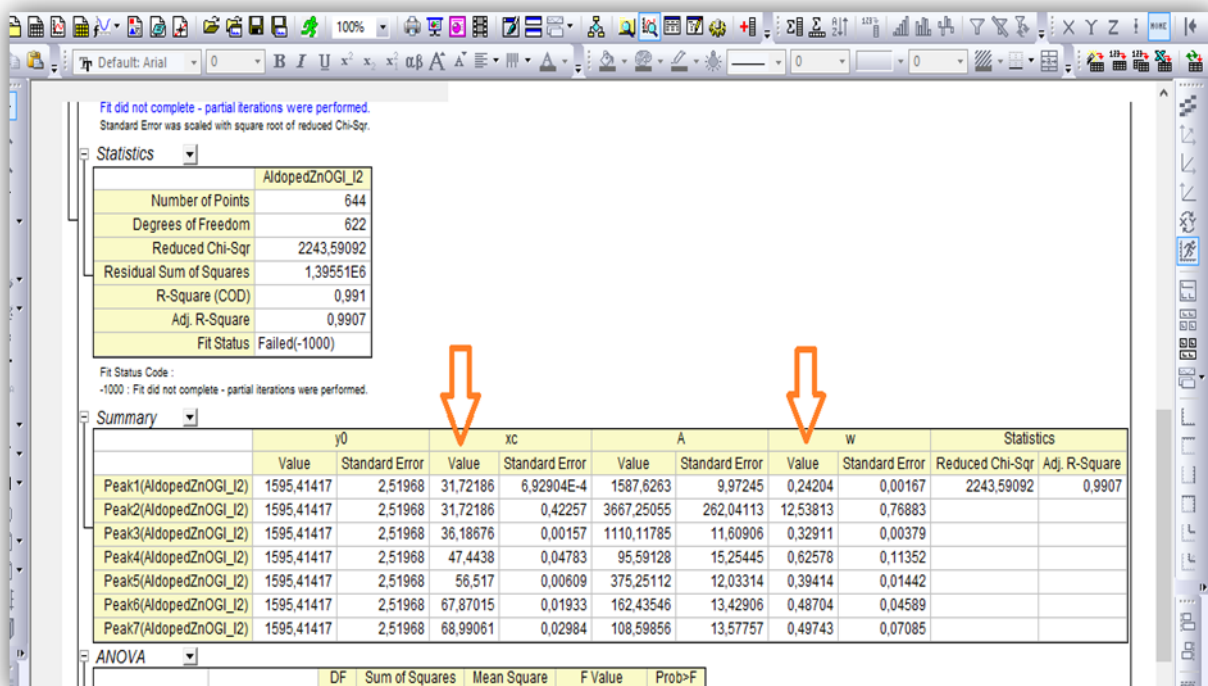 100%
Default: Arial 0 B I U x² x₂ αβ A A A 0 0
X Y Z HOME
Fit did not complete - partial iterations were performed.
Standard Error was scaled with square root of reduced Chi-Sqr.
Statistics
AldopedZnOGI_I2
Number of Points 644
Degrees of Freedom 622
Reduced Chi-Sqr 2243,59092
Residual Sum of Squares 1,39551E6
R-Square (COD) 0,991
Adj. R-Square 0,9907
Fit Status Failed(-1000)
Fit Status Code :
-1000 : Fit did not complete - partial iterations were performed.
Summary
y0 xc A w Statistics
Value Standard Error Value Standard Error Value Standard Error Value Standard Error Reduced Chi-Sqr Adj. R-Square
Peak1(AldopedZnOGI_I2) 1595,41417 2,51968 31,72186 6,92904E-4 1587,6263 9,97245 0,24204 0,00167 2243,59092 0,9907
Peak2(AldopedZnOGI_I2) 1595,41417 2,51968 31,72186 0,42257 3667,25055 262,04113 12,53813 0,76883
Peak3(AldopedZnOGI_I2) 1595,41417 2,51968 36,18676 0,00157 1110,11785 11,60906 0,32911 0,00379
Peak4(AldopedZnOGI_I2) 1595,41417 2,51968 47,4438 0,04783 95,59128 15,25445 0,62578 0,11352
Peak5(AldopedZnOGI_I2) 1595,41417 2,51968 56,517 0,00609 375,25112 12,03314 0,39414 0,01442
Peak6(AldopedZnOGI_I2) 1595,41417 2,51968 67,87015 0,01933 162,43546 13,42906 0,48704 0,04589
Peak7(AldopedZnOGI_I2) 1595,41417 2,51968 68,99061 0,02984 108,59856 13,57757 0,49743 0,07085
ANOVA
DF Sum of Squares Mean Square F Value Prob>F